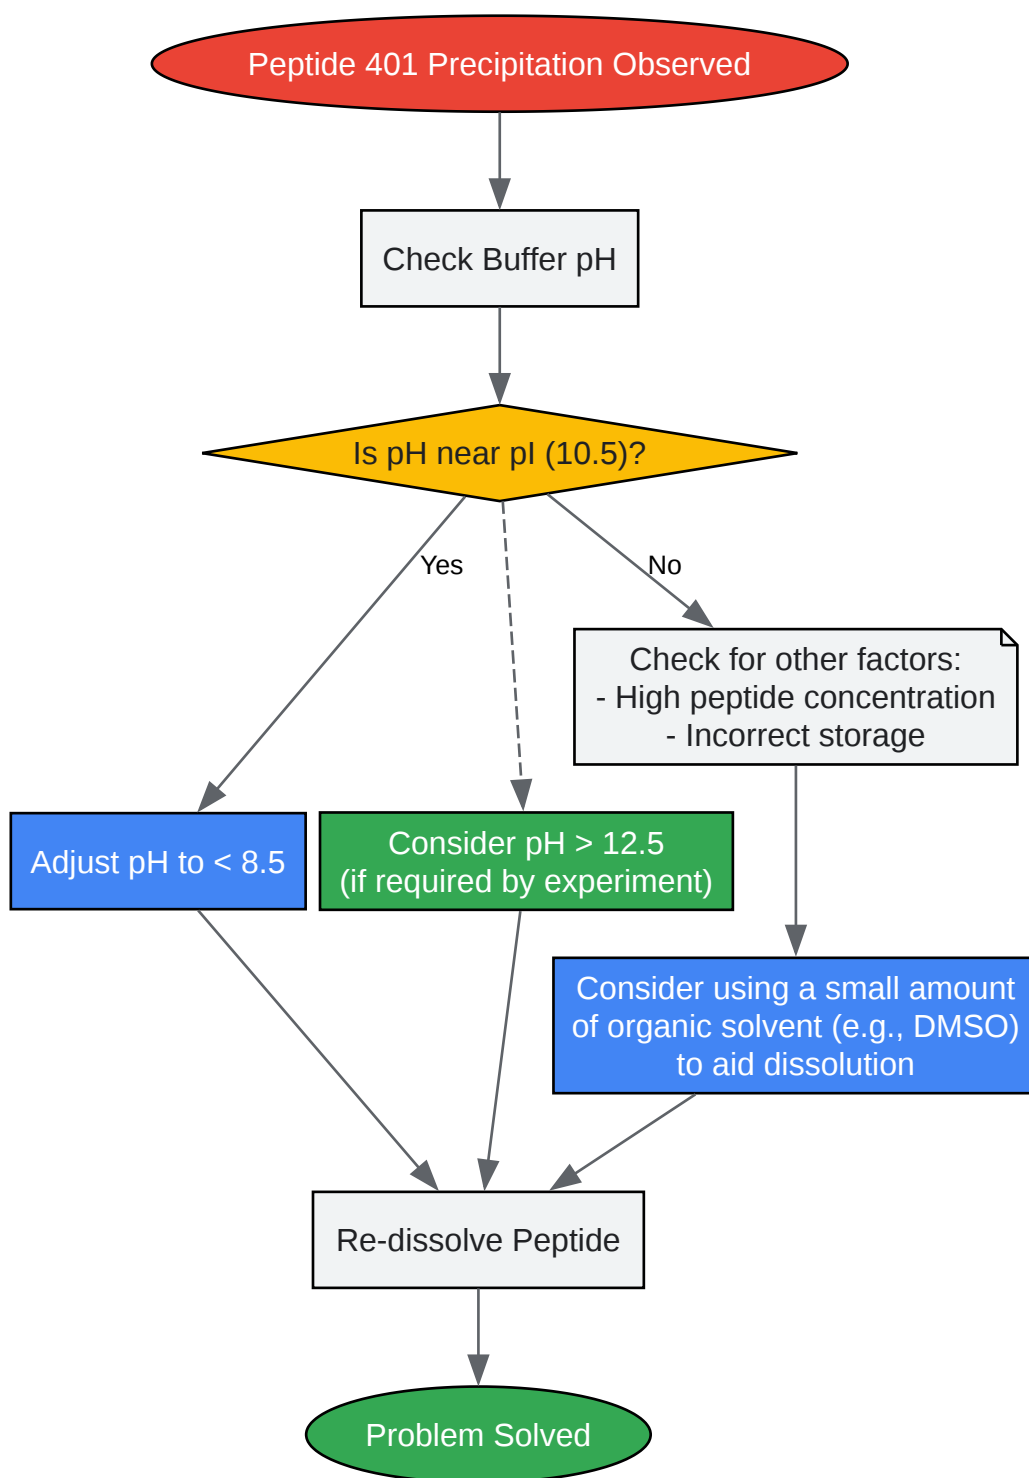 Peptide 401 Precipitation Observed
Check Buffer pH
Is pH near pI (10.5)?
Yes
No
Check for other factors:
- High peptide concentration
- Incorrect storage
Adjust pH to < 8.5
Consider pH > 12.5
(if required by experiment)
Consider using a small amount
of organic solvent (e.g., DMSO)
to aid dissolution
Re-dissolve Peptide
Problem Solved